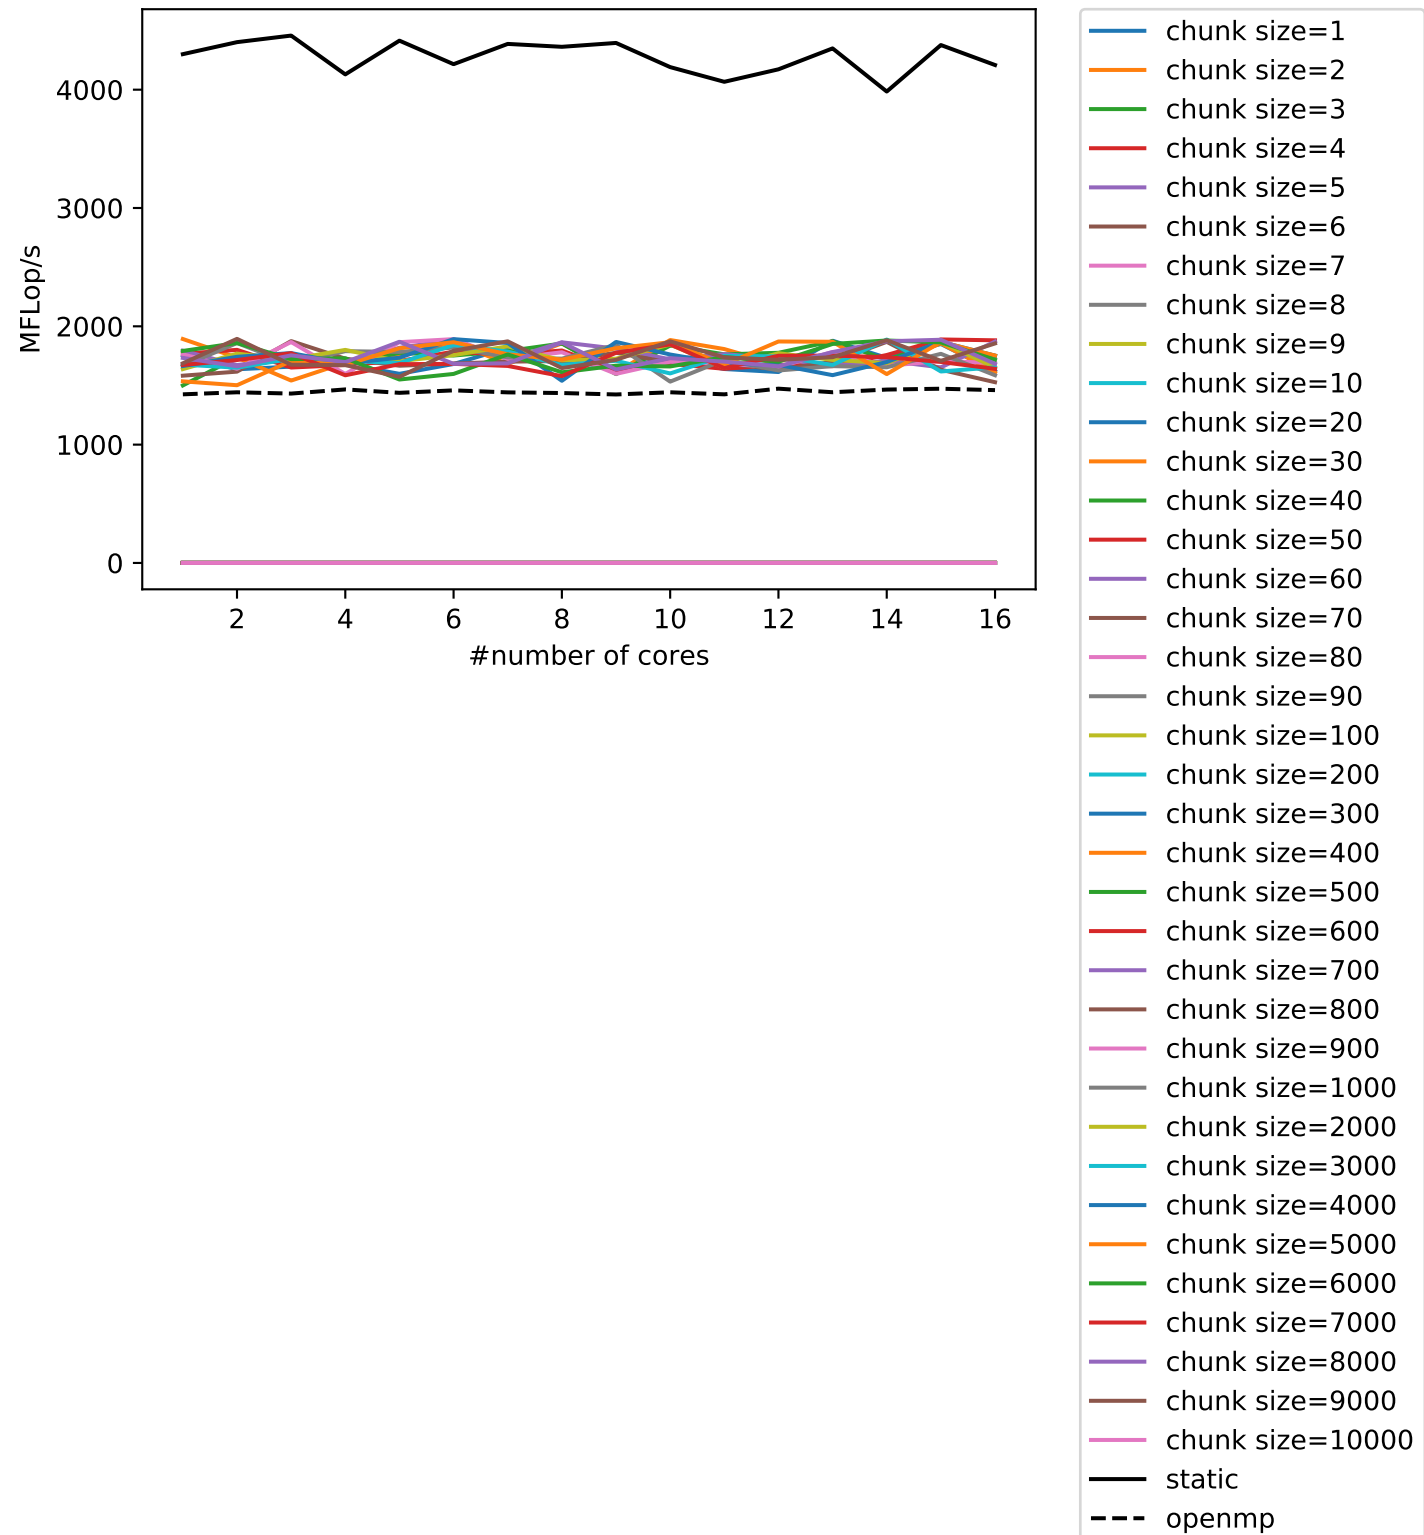 4000
3000
2000
1000
0
MFLop/s
2 4 6 8 10 12 14 16
#number of cores
chunk size=1
chunk size=2
chunk size=3
chunk size=4
chunk size=5
chunk size=6
chunk size=7
chunk size=8
chunk size=9
chunk size=10
chunk size=20
chunk size=30
chunk size=40
chunk size=50
chunk size=60
chunk size=70
chunk size=80
chunk size=90
chunk size=100
chunk size=200
chunk size=300
chunk size=400
chunk size=500
chunk size=600
chunk size=700
chunk size=800
chunk size=900
chunk size=1000
chunk size=2000
chunk size=3000
chunk size=4000
chunk size=5000
chunk size=6000
chunk size=7000
chunk size=8000
chunk size=9000
chunk size=10000
static
openmp